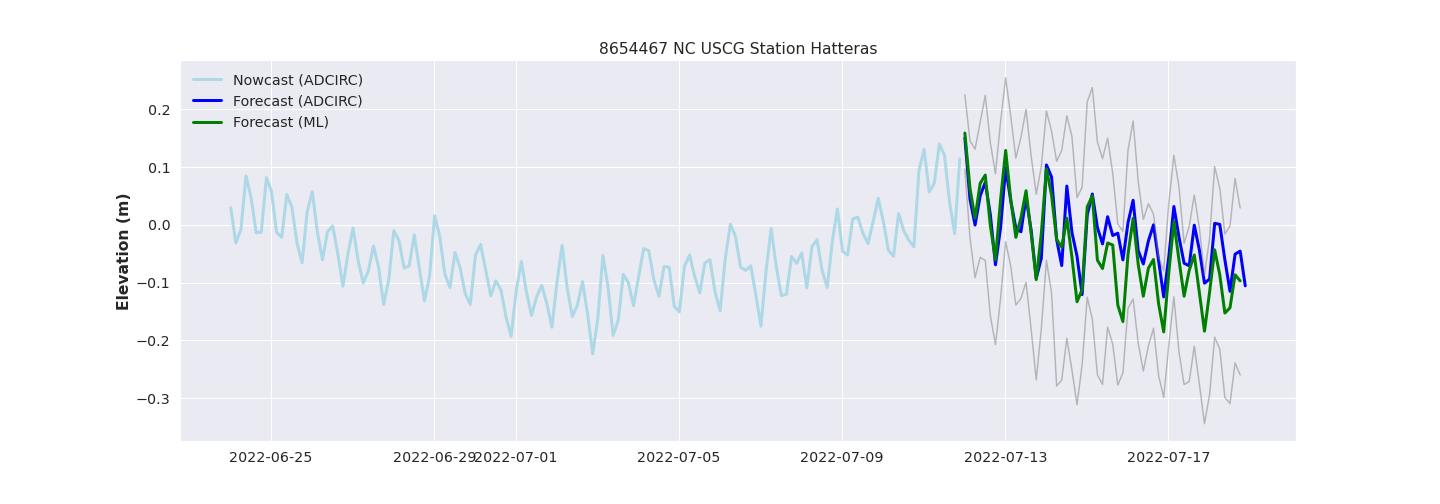 8654467 NC USCG Station Hatteras
Nowcast (ADCIRC)
Forecast (ADCIRC)
Forecast (ML)
Elevation (m)
0.2
0.1
0.0
−0.1
−0.2
−0.3
2022-06-25
2022-06-29
2022-07-01
2022-07-05
2022-07-09
2022-07-13
2022-07-17